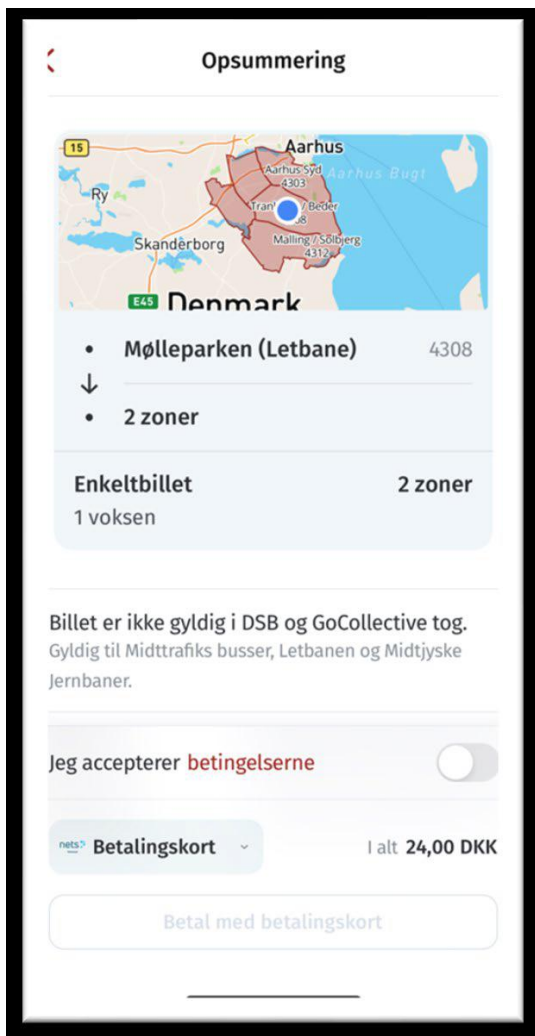 Opsummering
15
Aarhus
Aarhus Syd
4303
Aarhus Bugt
Ry
Beder
Skanderborg
Malling / Solbjerg
4312
E45
Denmark
Mølleparken (Letbane) 4308
2 zoner
Enkeltbillet 2 zoner
1 voksen
Billet er ikke gyldig i DSB og GoCollective tog.
Gyldig til Midttrafiks busser, Letbanen og Midtjyske
Jernbaner.
Jeg accepterer betingelserne
nets Betalingskort I alt 24,00 DKK
Betal med betalingskort